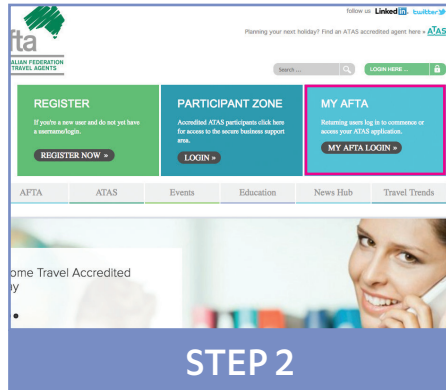 follow us LinkedIn twitter
Planning your next holiday? Find an ATAS accredited agent here » ATAS
fta
ALIAN FEDERATION
TRAVEL AGENTS
Search ...
LOGIN HERE ...
REGISTER
If you're a new user and do not yet have
a username/login.
REGISTER NOW »
PARTICIPANT ZONE
Accredited ATAS participants click here
for access to the secure business support
area.
LOGIN »
MY AFTA
Returning users log in to commence or
access your ATAS application.
MY AFTA LOGIN »
AFTA ATAS Events Education News Hub Travel Trends
ome Travel Accredited
y
STEP 2